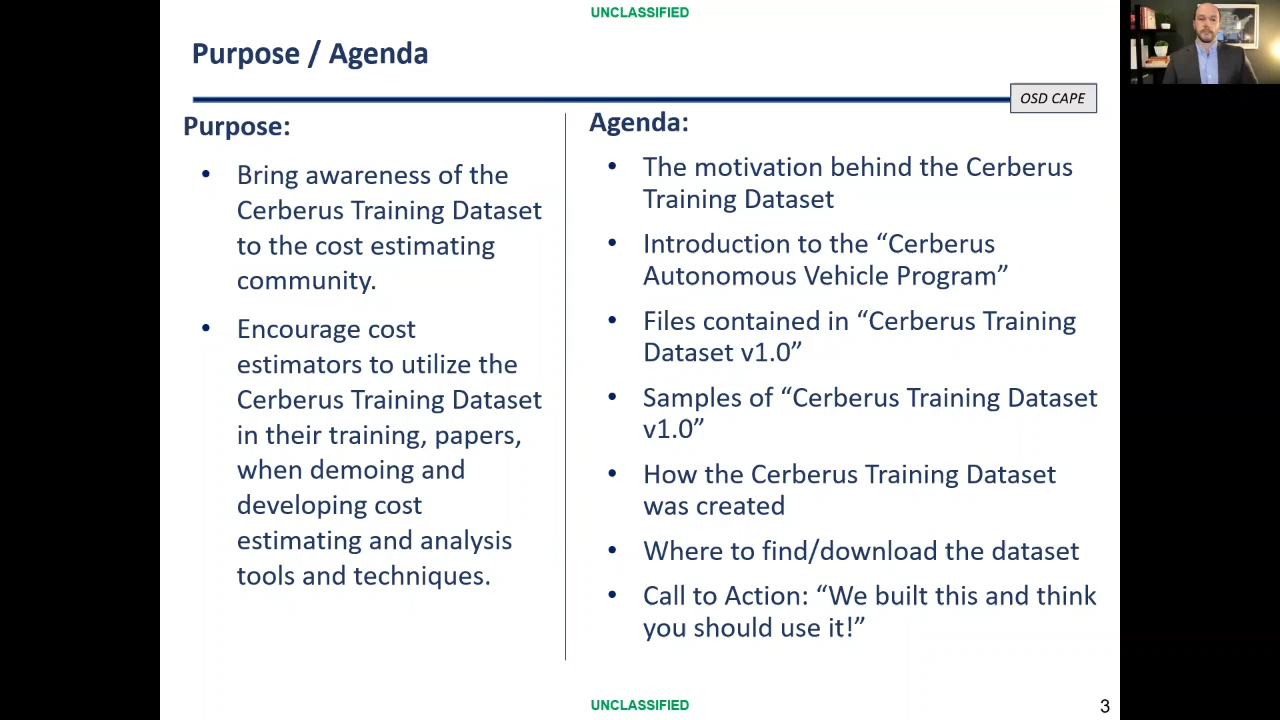 UNCLASSIFIED
Purpose / Agenda
OSD CAPE
Purpose:
• Bring awareness of the
Cerberus Training Dataset
to the cost estimating
community.
• Encourage cost
estimators to utilize the
Cerberus Training Dataset
in their training, papers,
when demoing and
developing cost
estimating and analysis
tools and techniques.
Agenda:
• The motivation behind the Cerberus
Training Dataset
• Introduction to the “Cerberus
Autonomous Vehicle Program”
• Files contained in “Cerberus Training
Dataset v1.0”
• Samples of “Cerberus Training Dataset
v1.0”
• How the Cerberus Training Dataset
was created
• Where to find/download the dataset
• Call to Action: “We built this and think
you should use it!”
UNCLASSIFIED
3